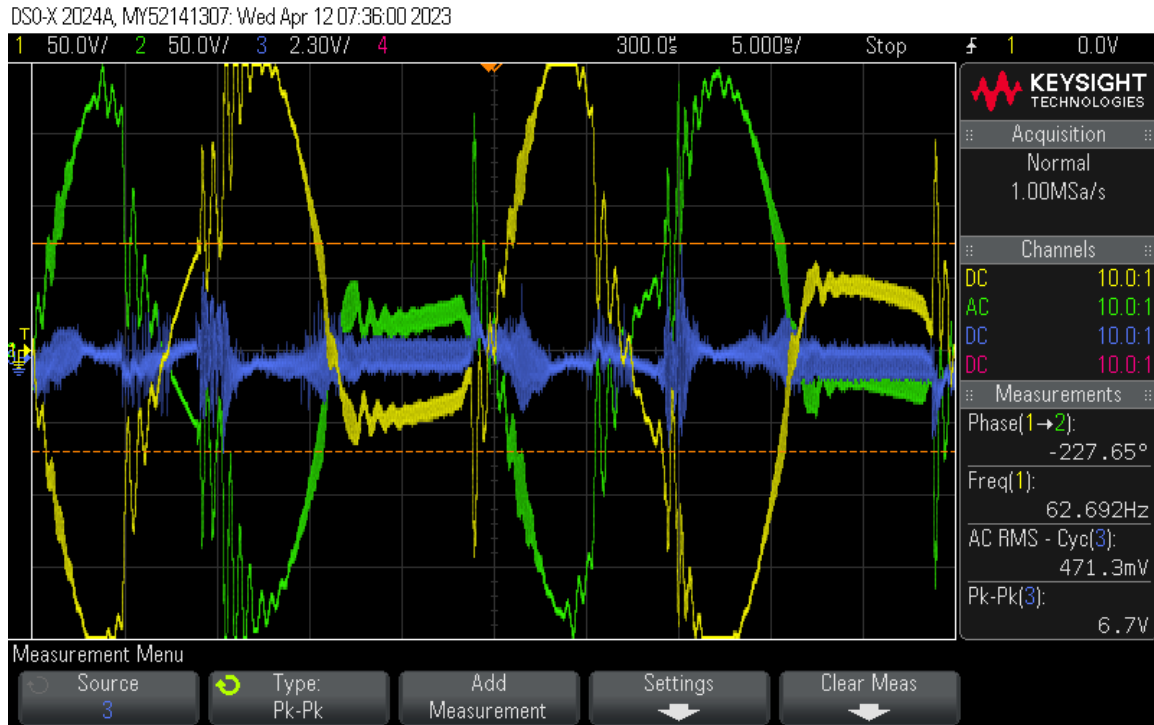 DSO-X 2024A, MY52141307: Wed Apr 12 07:36:00 2023
1 50.0V/ 2 50.0V/ 3 2.30V/ 4 300.0µs 5.000ms/ Stop 1 0.0V
KEYSIGHT
TECHNOLOGIES
Acquisition
Normal
1.00MSa/s
Channels
DC 10.0:1
AC 10.0:1
DC 10.0:1
DC 10.0:1
Measurements
Phase(1→2):
-227.65°
Freq(1):
62.692Hz
AC RMS - Cyc(3):
471.3mV
Pk-Pk(3):
6.7V
T
Measurement Menu
Source
3
Type:
Pk-Pk
Add
Measurement
Settings
Clear Meas